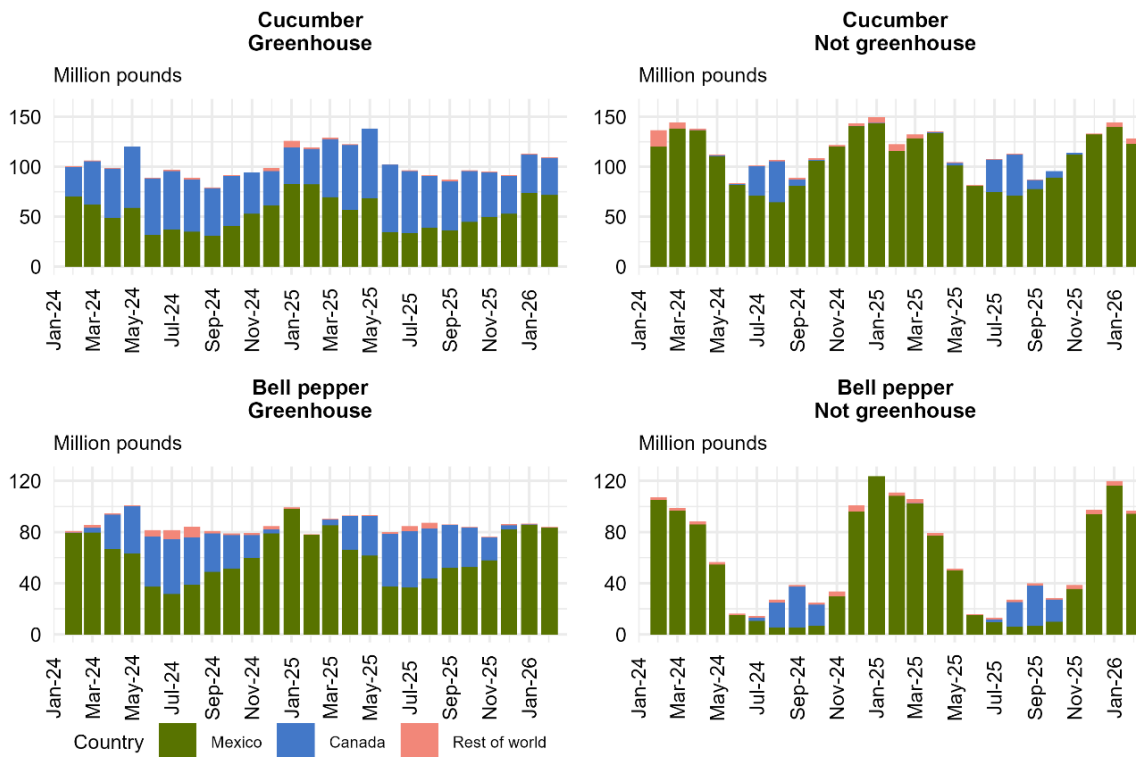 Cucumber
Greenhouse
Million pounds
150
100
50
0
Jan-24
Mar-24
May-24
Jul-24
Sep-24
Nov-24
Jan-25
Mar-25
May-25
Jul-25
Sep-25
Nov-25
Jan-26
Cucumber
Not greenhouse
Million pounds
150
100
50
0
Jan-24
Mar-24
May-24
Jul-24
Sep-24
Nov-24
Jan-25
Mar-25
May-25
Jul-25
Sep-25
Nov-25
Jan-26
Bell pepper
Greenhouse
Million pounds
120
80
40
0
Jan-24
Mar-24
May-24
Jul-24
Sep-24
Nov-24
Jan-25
Mar-25
May-25
Jul-25
Sep-25
Nov-25
Jan-26
Bell pepper
Not greenhouse
Million pounds
120
80
40
0
Jan-24
Mar-24
May-24
Jul-24
Sep-24
Nov-24
Jan-25
Mar-25
May-25
Jul-25
Sep-25
Nov-25
Jan-26
Country Mexico Canada Rest of world